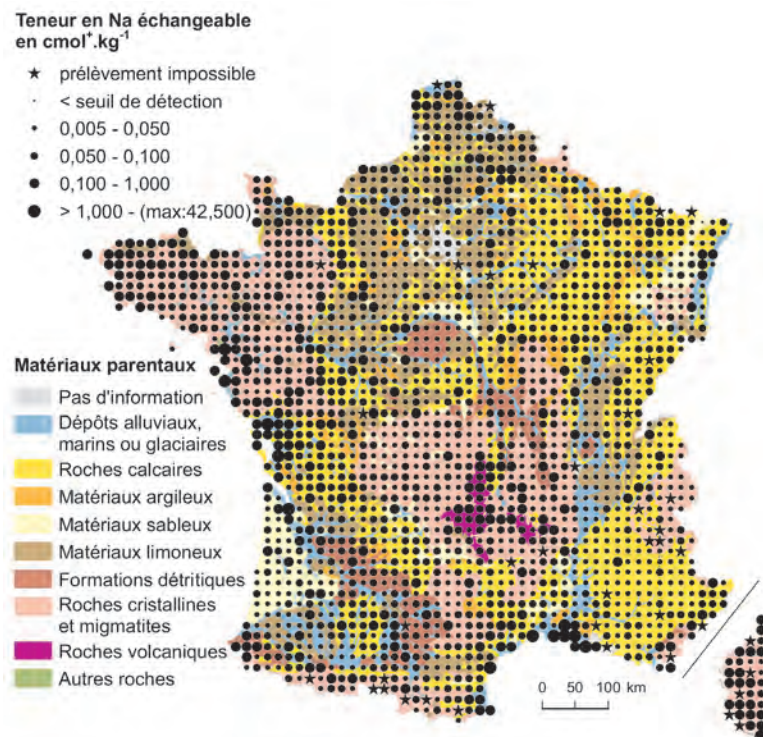 Teneur en Na échangeable
en cmol⁺.kg⁻¹
prélèvement impossible
< seuil de détection
0,005 - 0,050
0,050 - 0,100
0,100 - 1,000
> 1,000 - (max:42,500)
Matériaux parentaux
Pas d'information
Dépôts alluviaux,
marins ou glaciaires
Roches calcaires
Matériaux argileux
Matériaux sableux
Matériaux limoneux
Formations détritiques
Roches cristallines
et migmatites
Roches volcaniques
Autres roches
0 50 100 km